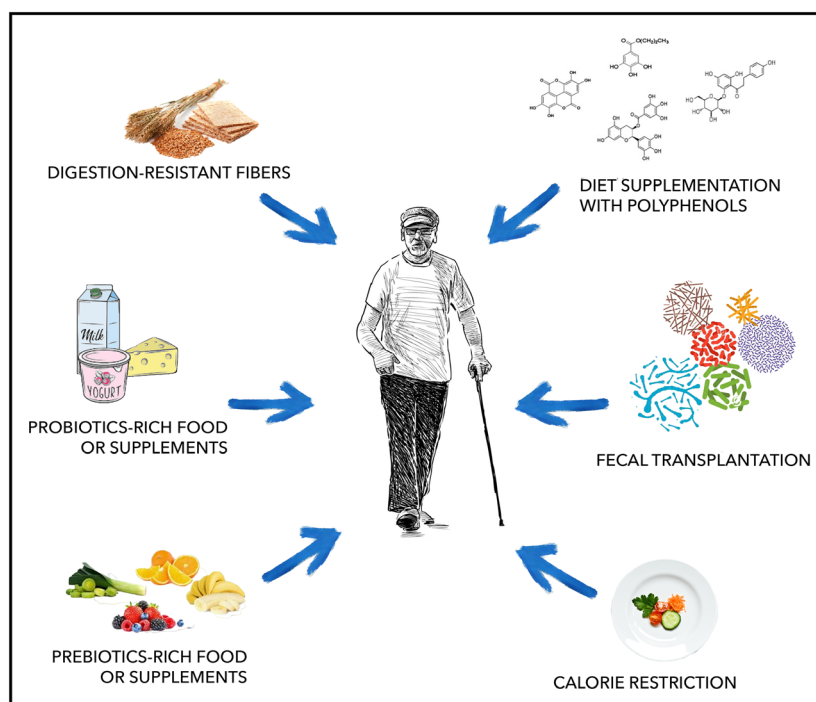 DIGESTION-RESISTANT FIBERS
DIET SUPPLEMENTATION
WITH POLYPHENOLS
Milk
YOGURT
PROBIOTICS-RICH FOOD
OR SUPPLEMENTS
FECAL TRANSPLANTATION
PREBIOTICS-RICH FOOD
OR SUPPLEMENTS
CALORIE RESTRICTION